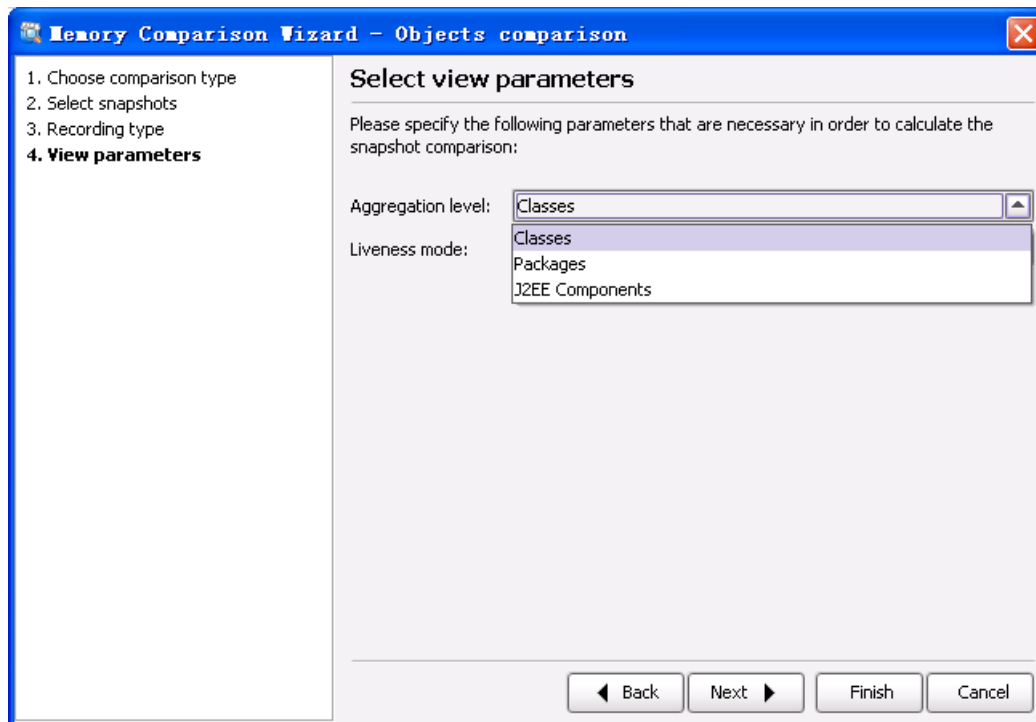 Memory Comparison Wizard - Objects comparison
1. Choose comparison type
2. Select snapshots
3. Recording type
4. View parameters
Select view parameters
Please specify the following parameters that are necessary in order to calculate the
snapshot comparison:
Aggregation level: Classes
Classes
Liveness mode:
Packages
J2EE Components
Back Next Finish Cancel